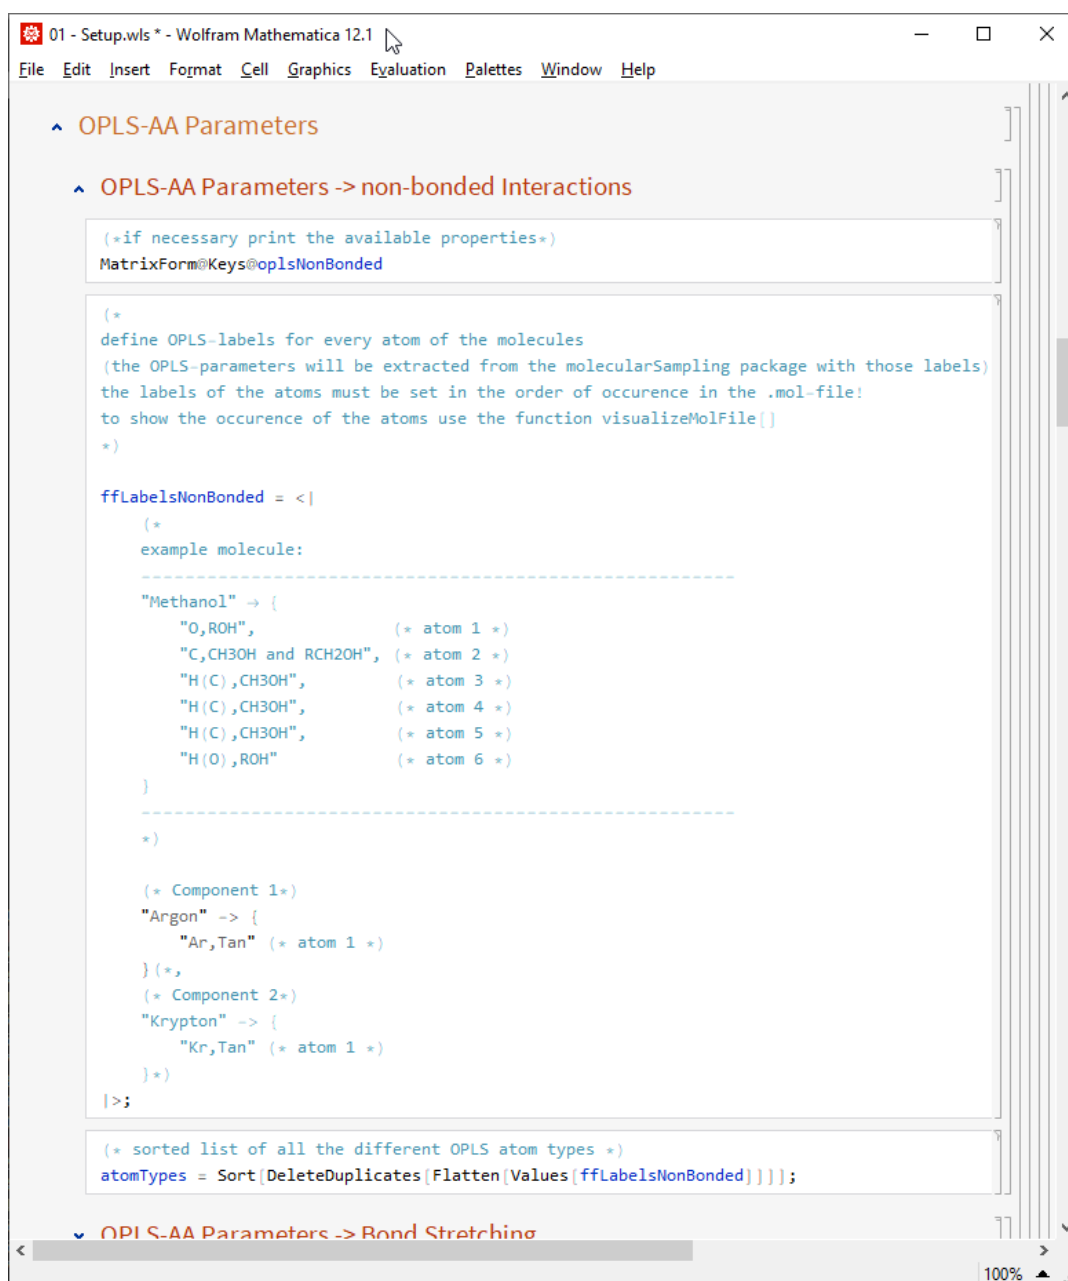 01 - Setup.wls * - Wolfram Mathematica 12.1
File Edit Insert Format Cell Graphics Evaluation Palettes Window Help
OPLS-AA Parameters
OPLS-AA Parameters -> non-bonded Interactions
(*if necessary print the available properties*)
MatrixForm@Keys@oplsNonBonded
(*
define OPLS-labels for every atom of the molecules
(the OPLS-parameters will be extracted from the molecularSampling package with those labels)
the labels of the atoms must be set in the order of occurence in the .mol-file!
to show the occurence of the atoms use the function visualizeMolFile[]
*)
ffLabelsNonBonded = <|
(*
example molecule:
------------------------------------------------------
"Methanol" → {
"O,ROH", (* atom 1 *)
"C,CH3OH and RCH2OH", (* atom 2 *)
"H(C),CH3OH", (* atom 3 *)
"H(C),CH3OH", (* atom 4 *)
"H(C),CH3OH", (* atom 5 *)
"H(O),ROH" (* atom 6 *)
}
------------------------------------------------------
*)
(* Component 1*)
"Argon" -> {
"Ar,Tan" (* atom 1 *)
}(*,
(* Component 2*)
"Krypton" -> {
"Kr,Tan" (* atom 1 *)
}*)
|>;
(* sorted list of all the different OPLS atom types *)
atomTypes = Sort[DeleteDuplicates[Flatten[Values[ffLabelsNonBonded]]]];
OPLS-AA Parameters -> Bond Stretching
100%